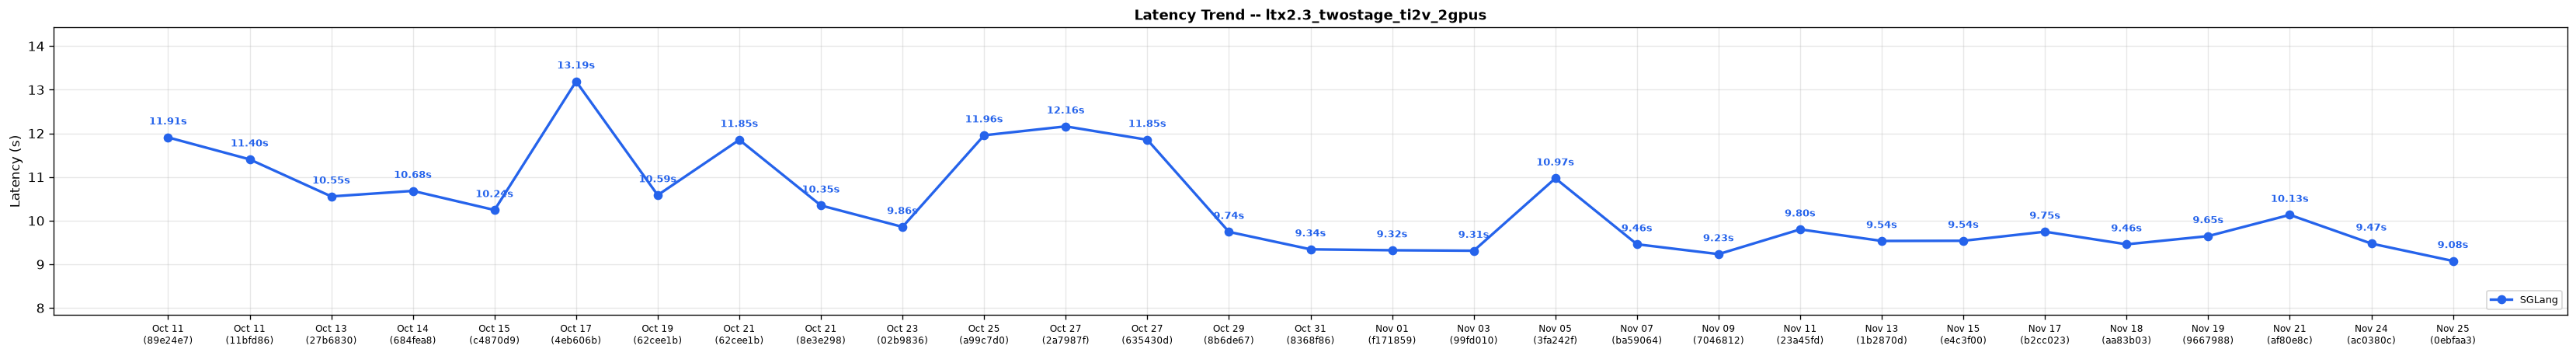 Latency Trend -- ltx2.3_twostage_ti2v_2gpus
Latency (s)
14
13
12
11
10
9
8
11.91s
11.40s
10.55s
10.68s
10.24s
13.19s
10.59s
11.85s
10.35s
9.86s
11.96s
12.16s
11.85s
9.74s
9.34s
9.32s
9.31s
10.97s
9.46s
9.23s
9.80s
9.54s
9.54s
9.75s
9.46s
9.65s
10.13s
9.47s
9.08s
SGLang
Oct 11
(89e24e7)
Oct 11
(11bfd86)
Oct 13
(27b6830)
Oct 14
(684fea8)
Oct 15
(c4870d9)
Oct 17
(4eb606b)
Oct 19
(62cee1b)
Oct 21
(62cee1b)
Oct 21
(8e3e298)
Oct 23
(02b9836)
Oct 25
(a99c7d0)
Oct 27
(2a7987f)
Oct 27
(635430d)
Oct 29
(8b6de67)
Oct 31
(8368f86)
Nov 01
(f171859)
Nov 03
(99fd010)
Nov 05
(3fa242f)
Nov 07
(ba59064)
Nov 09
(7046812)
Nov 11
(23a45fd)
Nov 13
(1b2870d)
Nov 15
(e4c3f00)
Nov 17
(b2cc023)
Nov 18
(aa83b03)
Nov 19
(9667988)
Nov 21
(af80e8c)
Nov 24
(ac0380c)
Nov 25
(0ebfaa3)